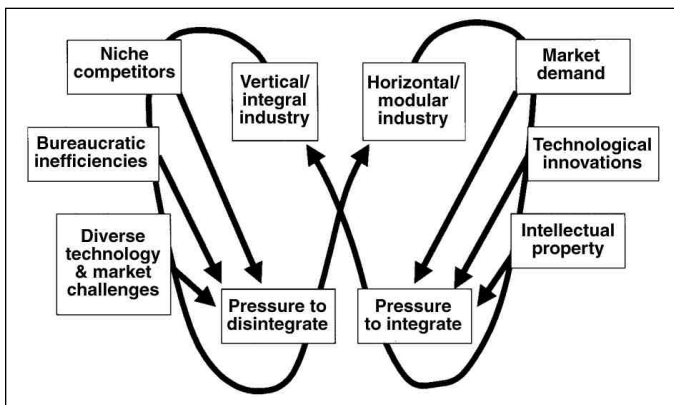 Niche
competitors
Vertical/
integral
industry
Horizontal/
modular
industry
Market
demand
Bureaucratic
inefficiencies
Technological
innovations
Diverse
technology
& market
challenges
Intellectual
property
Pressure to
disintegrate
Pressure
to integrate